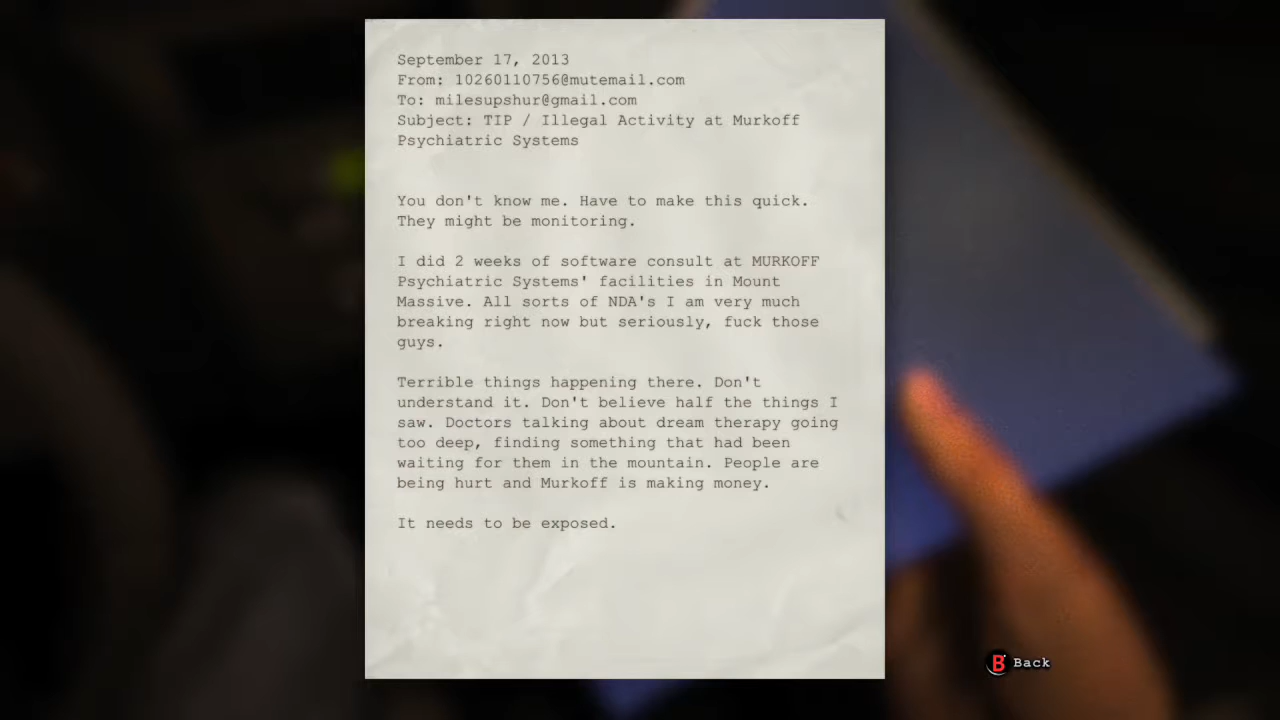 September 17, 2013
From: 10260110756@mutemail.com
To: milesupshur@gmail.com
Subject: TIP / Illegal Activity at Murkoff
Psychiatric Systems
You don't know me. Have to make this quick.
They might be monitoring.
I did 2 weeks of software consult at MURKOFF
Psychiatric Systems' facilities in Mount
Massive. All sorts of NDA's I am very much
breaking right now but seriously, fuck those
guys.
Terrible things happening there. Don't
understand it. Don't believe half the things I
saw. Doctors talking about dream therapy going
too deep, finding something that had been
waiting for them in the mountain. People are
being hurt and Murkoff is making money.
It needs to be exposed.
B Back